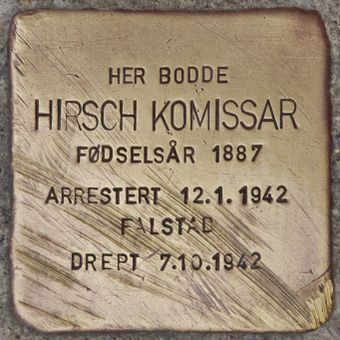 HER BODDE
HIRSCH KOMISSAR
FØDSELSÅR 1887
ARRESTERT 12.1.1942
FALSTAD
DREPT 7.10.1942